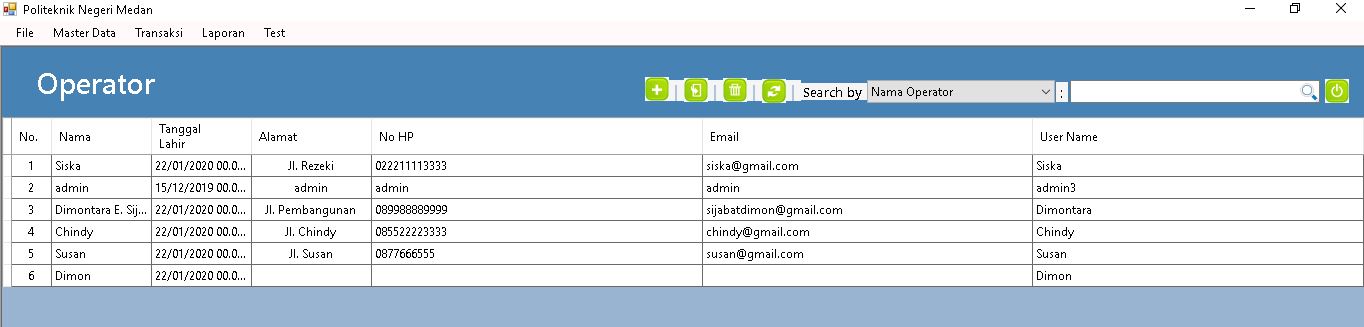 Politeknik Negeri Medan
File Master Data Transaksi Laporan Test
Operator
Search by Nama Operator :
No. Nama Tanggal Lahir Alamat No HP Email User Name
1 Siska 22/01/2020 00.0... Jl. Rezeki 022211113333 siska@gmail.com Siska
2 admin 15/12/2019 00.0... admin admin admin admin3
3 Dimontara E. Sij... 22/01/2020 00.0... Jl. Pembangunan 089988889999 sijabatdimon@gmail.com Dimontara
4 Chindy 22/01/2020 00.0... Jl. Chindy 085522223333 chindy@gmail.com Chindy
5 Susan 22/01/2020 00.0... Jl. Susan 0877666555 susan@gmail.com Susan
6 Dimon 22/01/2020 00.0... Dimon